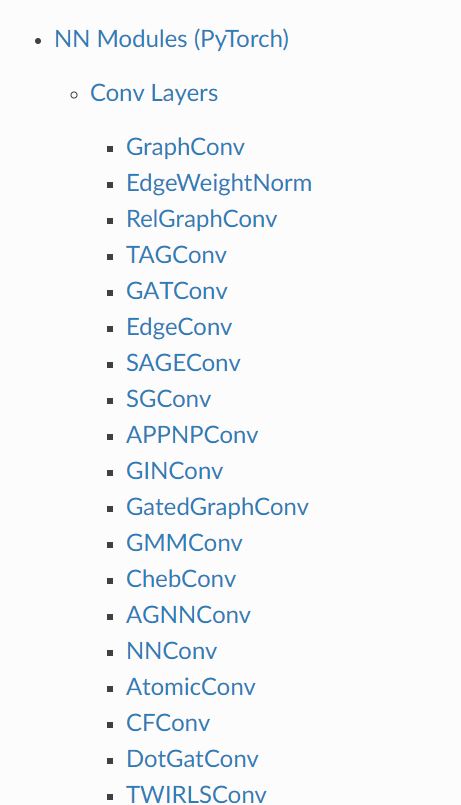 NN Modules (PyTorch)
Conv Layers
GraphConv
EdgeWeightNorm
RelGraphConv
TAGConv
GATConv
EdgeConv
SAGEConv
SGConv
APPNPConv
GINConv
GatedGraphConv
GMMConv
ChebConv
AGNNConv
NNConv
AtomicConv
CFConv
DotGatConv
TWIRLSConv